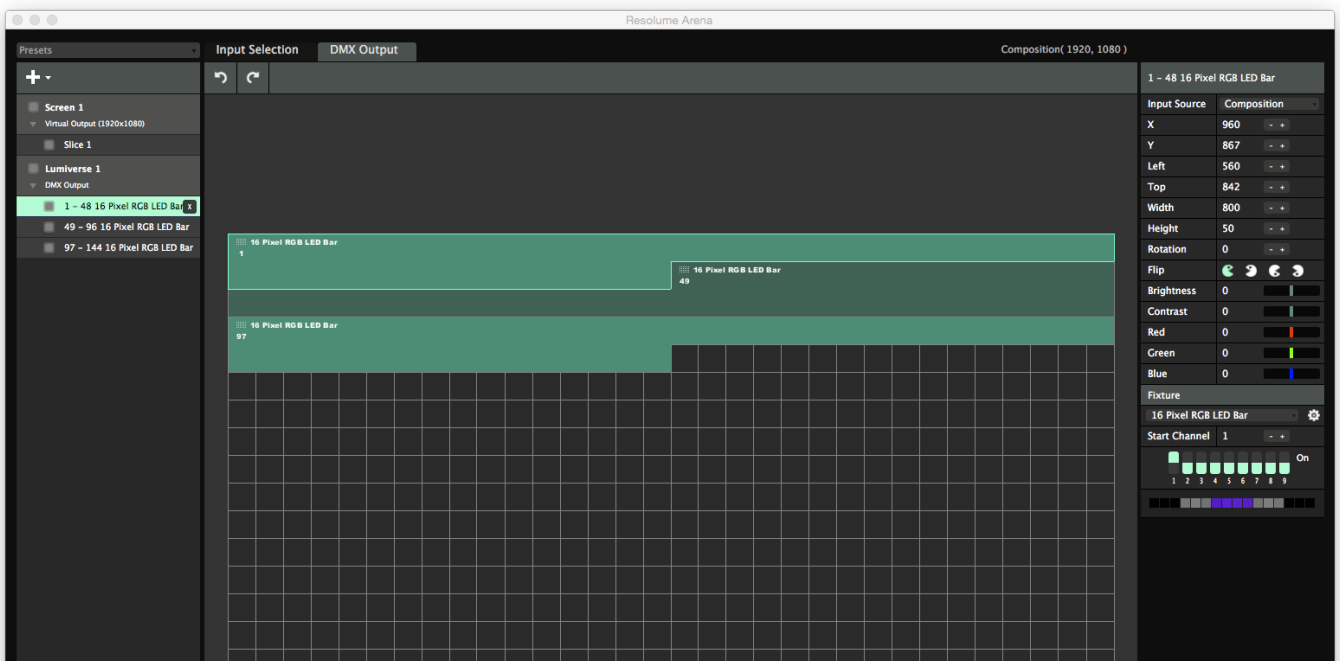 Resolume Arena
Presets
Input Selection
DMX Output
Composition( 1920, 1080 )
Screen 1
Virtual Output (1920x1080)
Slice 1
Lumiverse 1
DMX Output
1 - 48 16 Pixel RGB LED Bar x
49 - 96 16 Pixel RGB LED Bar
97 - 144 16 Pixel RGB LED Bar
16 Pixel RGB LED Bar
1
16 Pixel RGB LED Bar
49
16 Pixel RGB LED Bar
97
1 - 48 16 Pixel RGB LED Bar
Input Source Composition
X 960 - +
Y 867 - +
Left 560 - +
Top 842 - +
Width 800 - +
Height 50 - +
Rotation 0 - +
Flip
Brightness 0
Contrast 0
Red 0
Green 0
Blue 0
Fixture
16 Pixel RGB LED Bar
Start Channel 1 - +
On
1 2 3 4 5 6 7 8 9